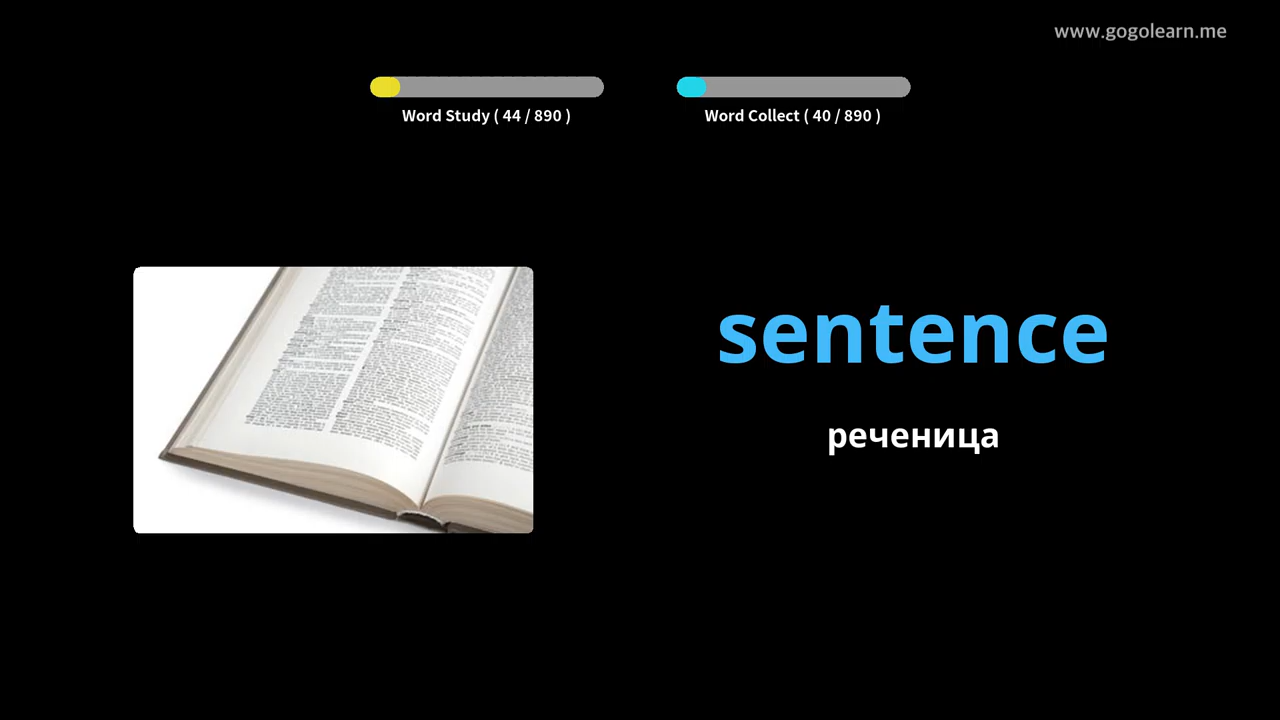 www.gogolearn.me
Word Study ( 44 / 890 )
Word Collect ( 40 / 890 )
sentence
реченица